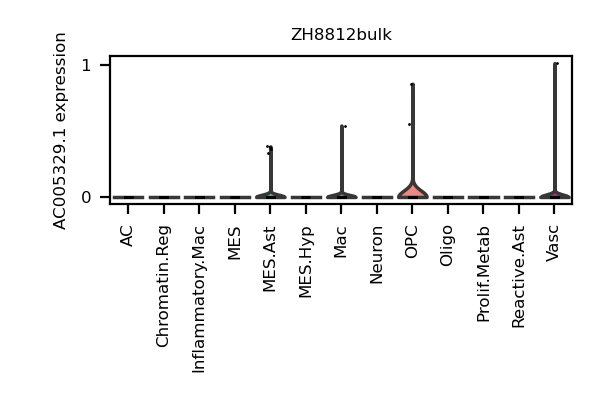 ZH8812bulk
AC005329.1 expression
1
0
AC
Chromatin.Reg
Inflammatory.Mac
MES
MES.Ast
MES.Hyp
Mac
Neuron
OPC
Oligo
Prolif.Metab
Reactive.Ast
Vasc